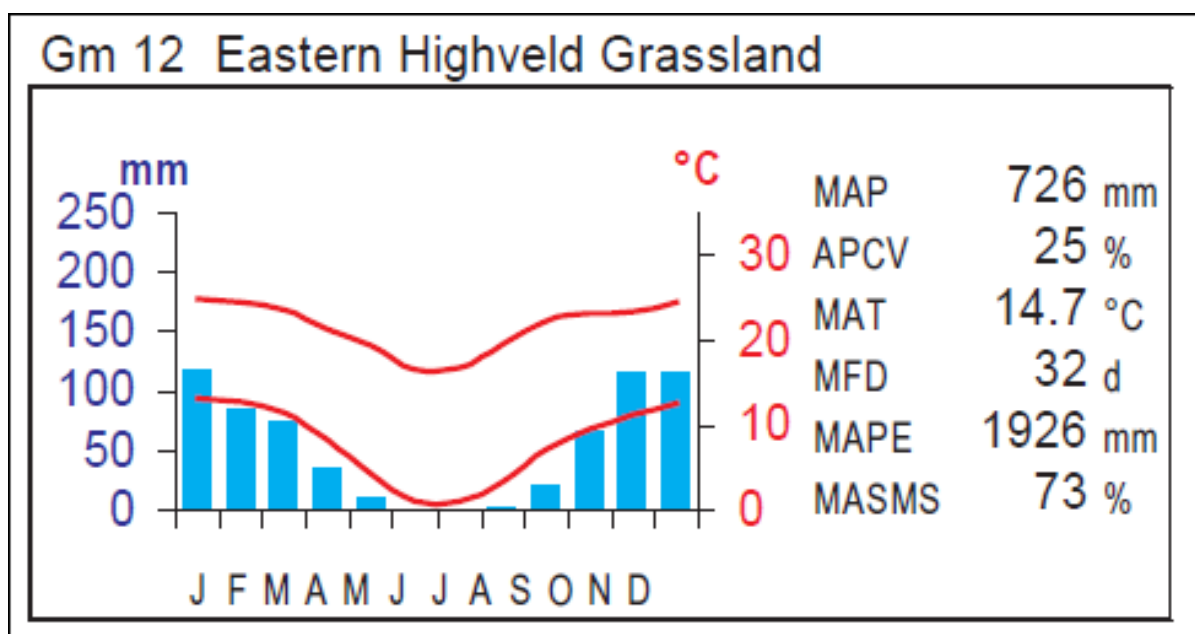 Gm 12 Eastern Highveld Grassland
mm
°C
250
200
150
100
50
0
30
20
10
0
MAP 726 mm
APCV 25 %
MAT 14.7 °C
MFD 32 d
MAPE 1926 mm
MASMS 73 %
J F M A M J J A S O N D